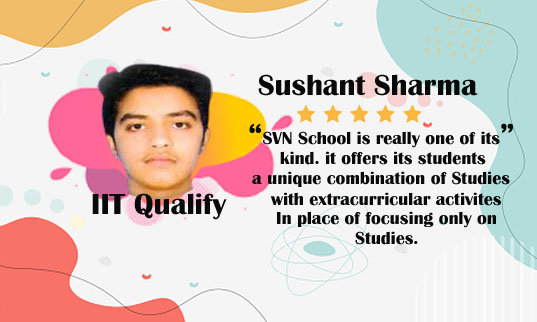 Sushant Sharma
“SVN School is really one of its”
kind. it offers its students
a unique combination of Studies
with extracurricular activites
In place of focusing only on
Studies.
IIT Qualify